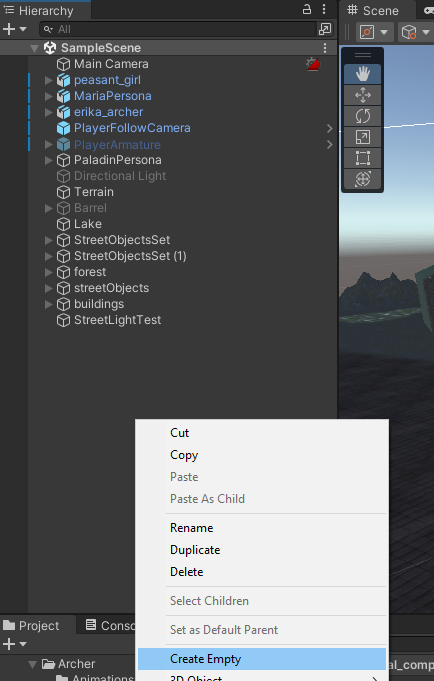 Hierarchy
Scene
All
SampleScene
Main Camera
peasant_girl
MariaPersona
erika_archer
PlayerFollowCamera
PlayerArmature
PaladinPersona
Directional Light
Terrain
Barrel
Lake
StreetObjectsSet
StreetObjectsSet (1)
forest
streetObjects
buildings
StreetLightTest
Cut
Copy
Paste
Paste As Child
Rename
Duplicate
Delete
Select Children
Set as Default Parent
Create Empty
3D Object
Project
Conso
Archer
Animations
al_comp